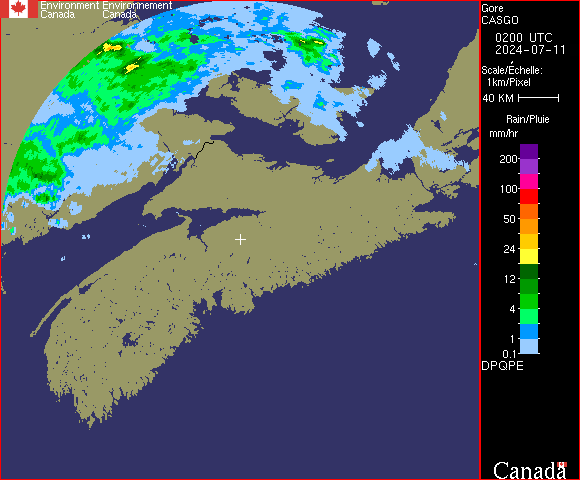 Environment Environnement
Canada Canada
Gore
CASGO
0200 UTC
2024-07-11
Scale/Echelle:
1km/Pixel
40 KM
Rain/Pluie
mm/hr
200
100
50
24
12
4
1
0.1
DPQPE
Canada